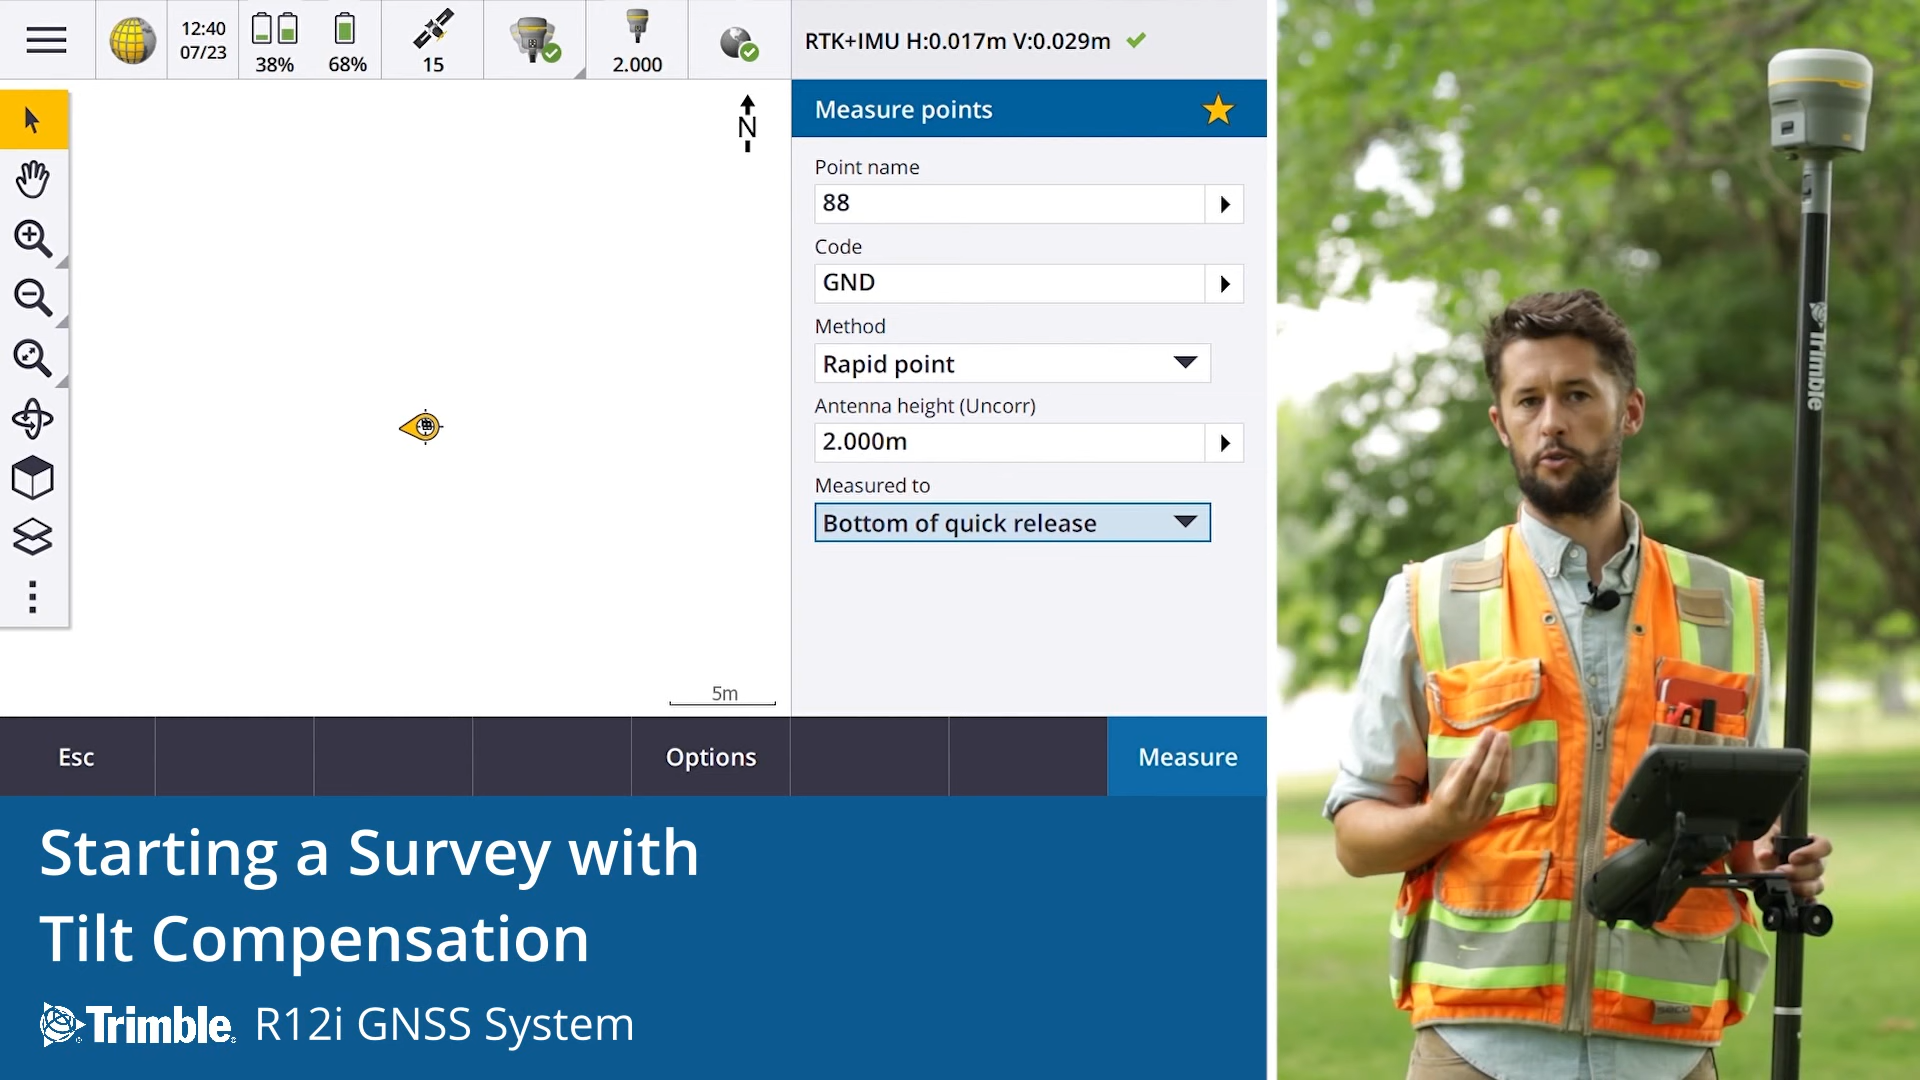 12:40
07/23
38%
68%
15
2.000
RTK+IMU H:0.017m V:0.029m
Measure points
N
Point name
88
Code
GND
Method
Rapid point
Antenna height (Uncorr)
2.000m
Measured to
Bottom of quick release
5m
Esc
Options
Measure
Starting a Survey with
Tilt Compensation
Trimble. R12i GNSS System
Trimble
seco